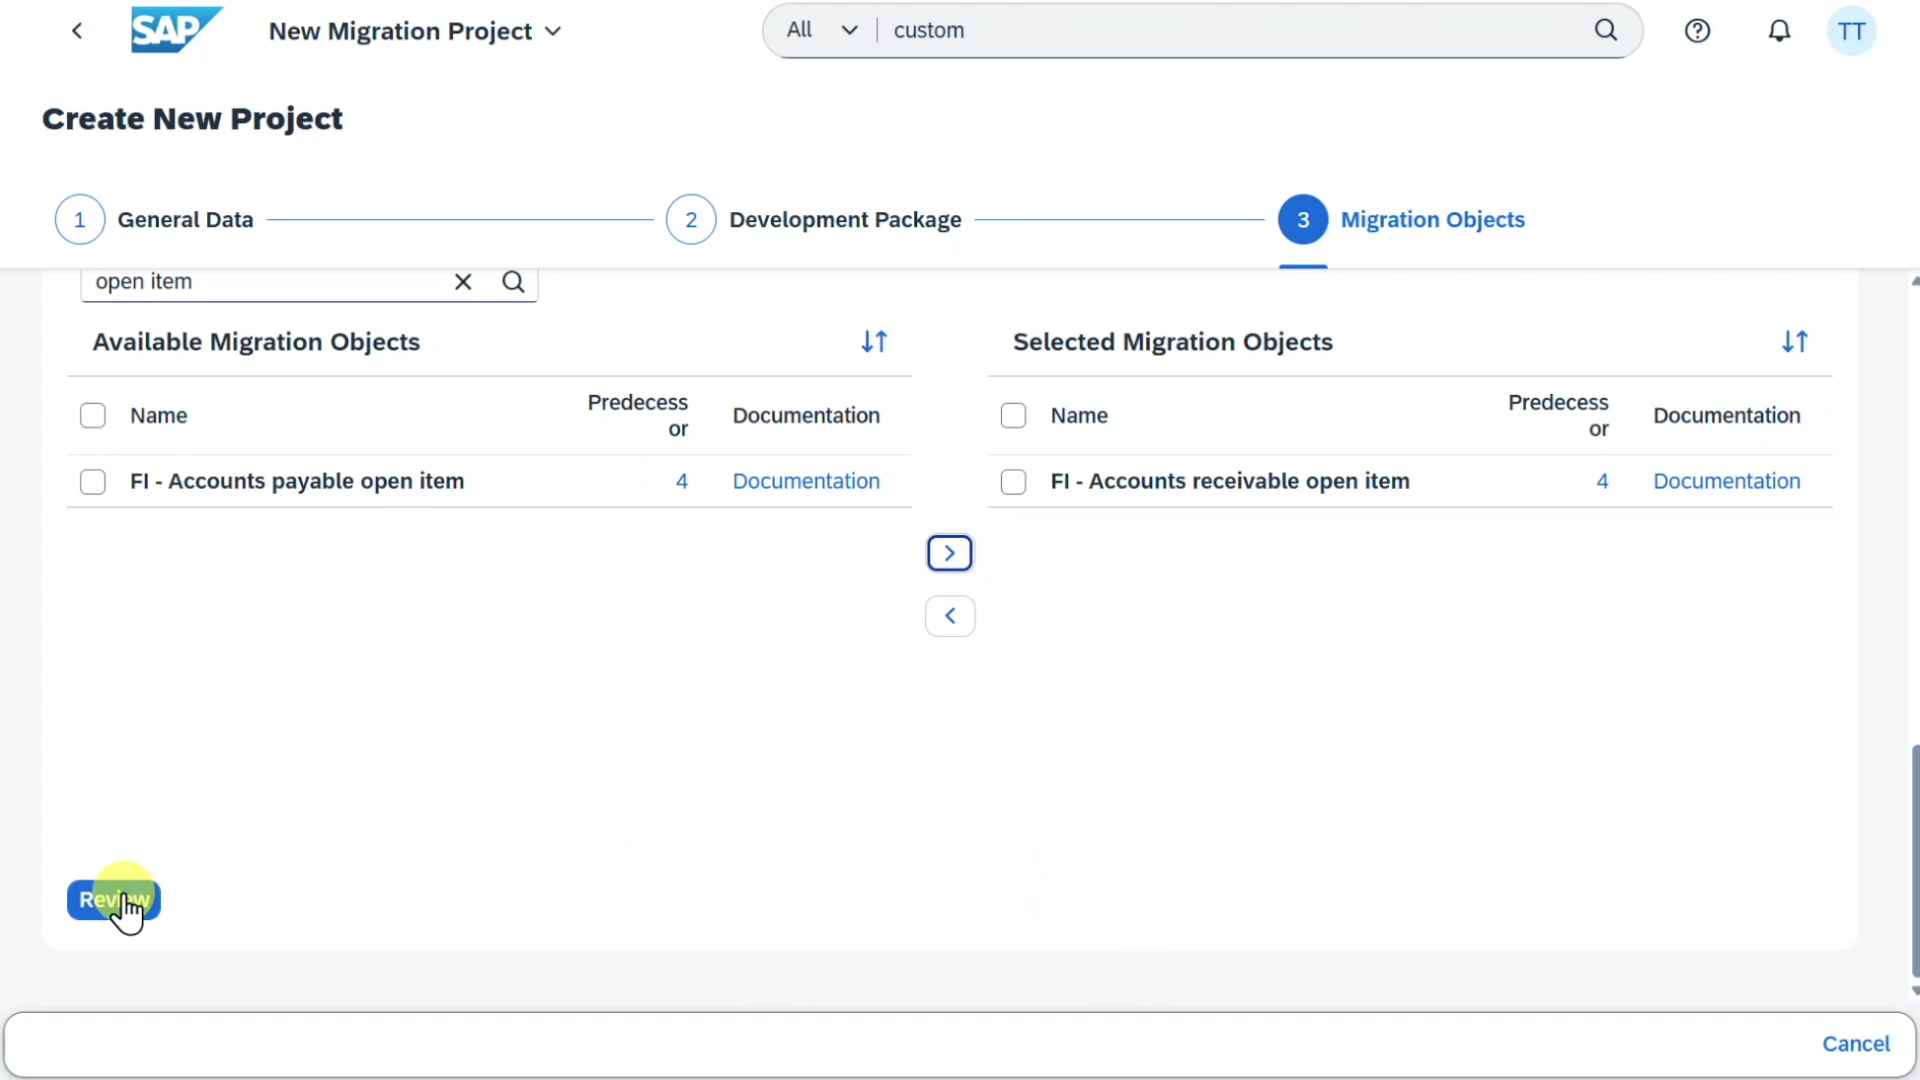 SAP New Migration Project All custom TT
Create New Project
1 General Data 2 Development Package 3 Migration Objects
open item
Available Migration Objects Selected Migration Objects
Name Predecess
or Documentation Name Predecess
or Documentation
FI - Accounts payable open item 4 Documentation FI - Accounts receivable open item 4 Documentation
Review
Cancel